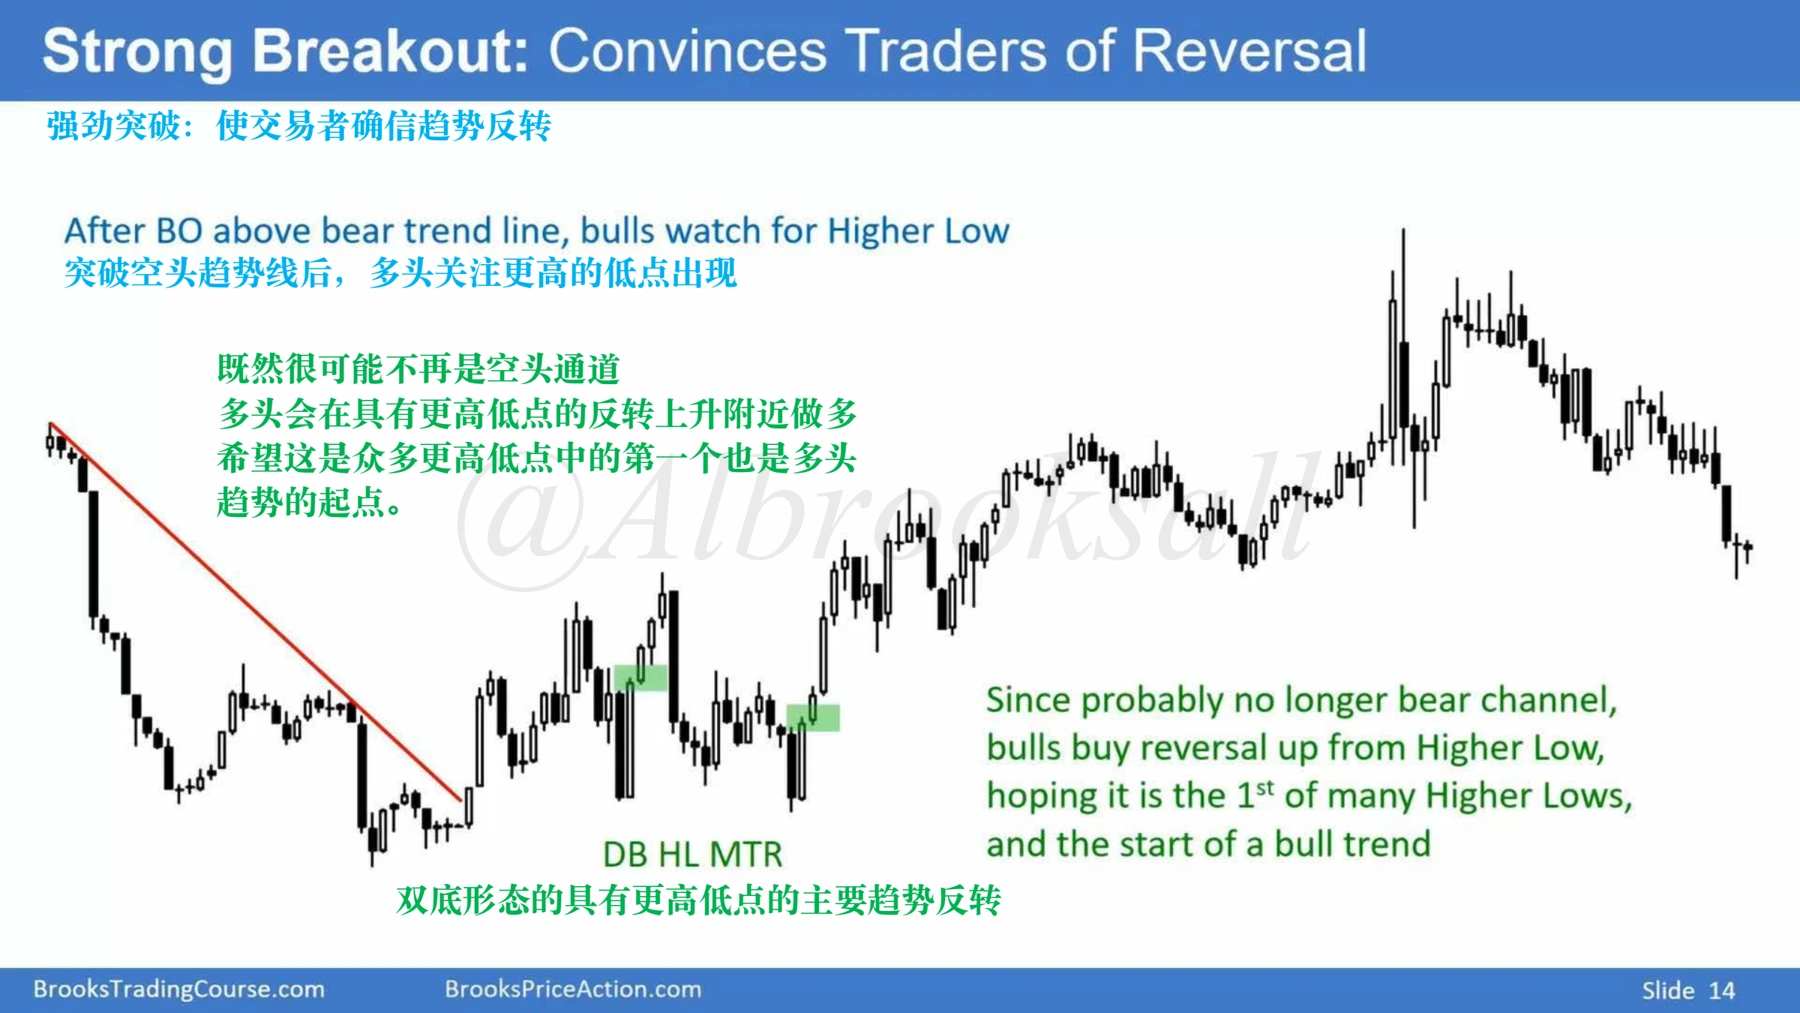 Strong Breakout: Convinces Traders of Reversal
强劲突破：使交易者确信趋势反转
After BO above bear trend line, bulls watch for Higher Low
突破空头趋势线后，多头关注更高的低点出现
既然很可能不再是空头通道
多头会在具有更高低点的反转上升附近做多
希望这是众多更高低点中的第一个也是多头
趋势的起点。
@Albrooksall
Since probably no longer bear channel,
bulls buy reversal up from Higher Low,
hoping it is the 1st of many Higher Lows,
and the start of a bull trend
DB HL MTR
双底形态的具有更高低点的主要趋势反转
BrooksTradingCourse.com
BrooksPriceAction.com
Slide 14